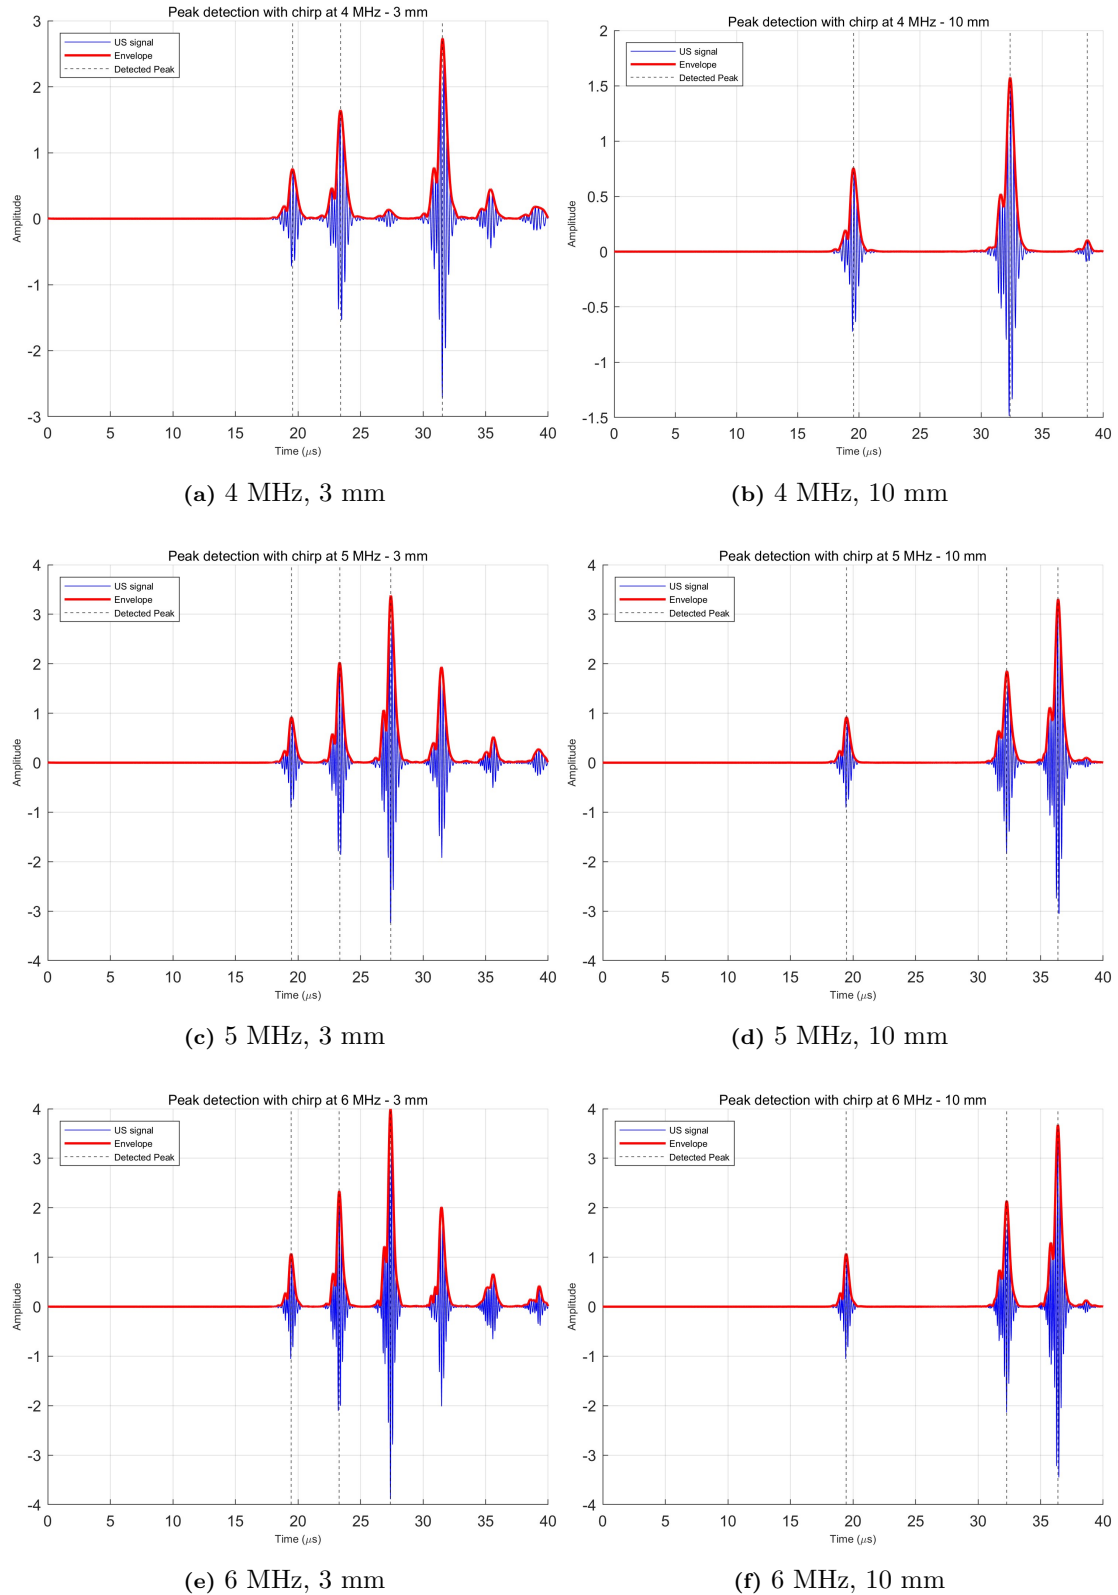 Peak detection with chirp at 4 MHz - 3 mm
US signal
Envelope
Detected Peak
3
2
1
0
-1
-2
-3
Amplitude
0 5 10 15 20 25 30 35 40
Time (μs)
(a) 4 MHz, 3 mm
Peak detection with chirp at 4 MHz - 10 mm
US signal
Envelope
Detected Peak
2
1.5
1
0.5
0
-0.5
-1
-1.5
Amplitude
0 5 10 15 20 25 30 35 40
Time (μs)
(b) 4 MHz, 10 mm
Peak detection with chirp at 5 MHz - 3 mm
US signal
Envelope
Detected Peak
4
3
2
1
0
-1
-2
-3
-4
Amplitude
0 5 10 15 20 25 30 35 40
Time (μs)
(c) 5 MHz, 3 mm
Peak detection with chirp at 5 MHz - 10 mm
US signal
Envelope
Detected Peak
4
3
2
1
0
-1
-2
-3
-4
Amplitude
0 5 10 15 20 25 30 35 40
Time (μs)
(d) 5 MHz, 10 mm
Peak detection with chirp at 6 MHz - 3 mm
US signal
Envelope
Detected Peak
4
3
2
1
0
-1
-2
-3
-4
Amplitude
0 5 10 15 20 25 30 35 40
Time (μs)
(e) 6 MHz, 3 mm
Peak detection with chirp at 6 MHz - 10 mm
US signal
Envelope
Detected Peak
4
3
2
1
0
-1
-2
-3
-4
Amplitude
0 5 10 15 20 25 30 35 40
Time (μs)
(f) 6 MHz, 10 mm